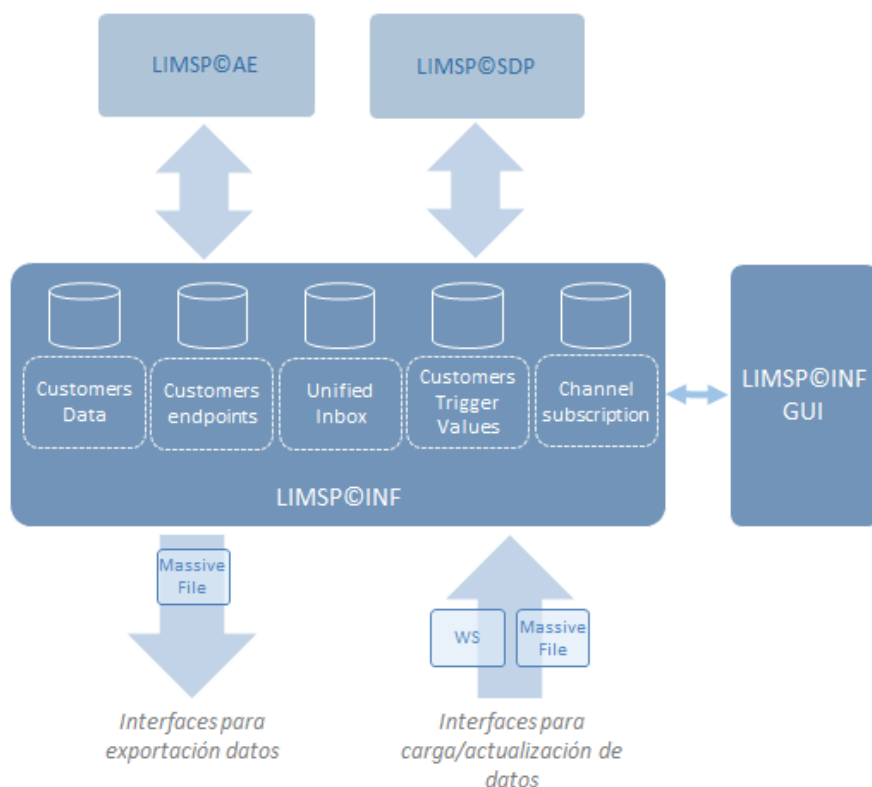 LIMSP©AE
LIMSP©SDP
Customers
Data
Customers
endpoints
Unified
Inbox
Customers
Trigger
Values
Channel
subscription
LIMSP©INF
GUI
LIMSP©INF
Massive
File
WS
Massive
File
Interfaces para
exportación datos
Interfaces para
carga/actualización de
datos